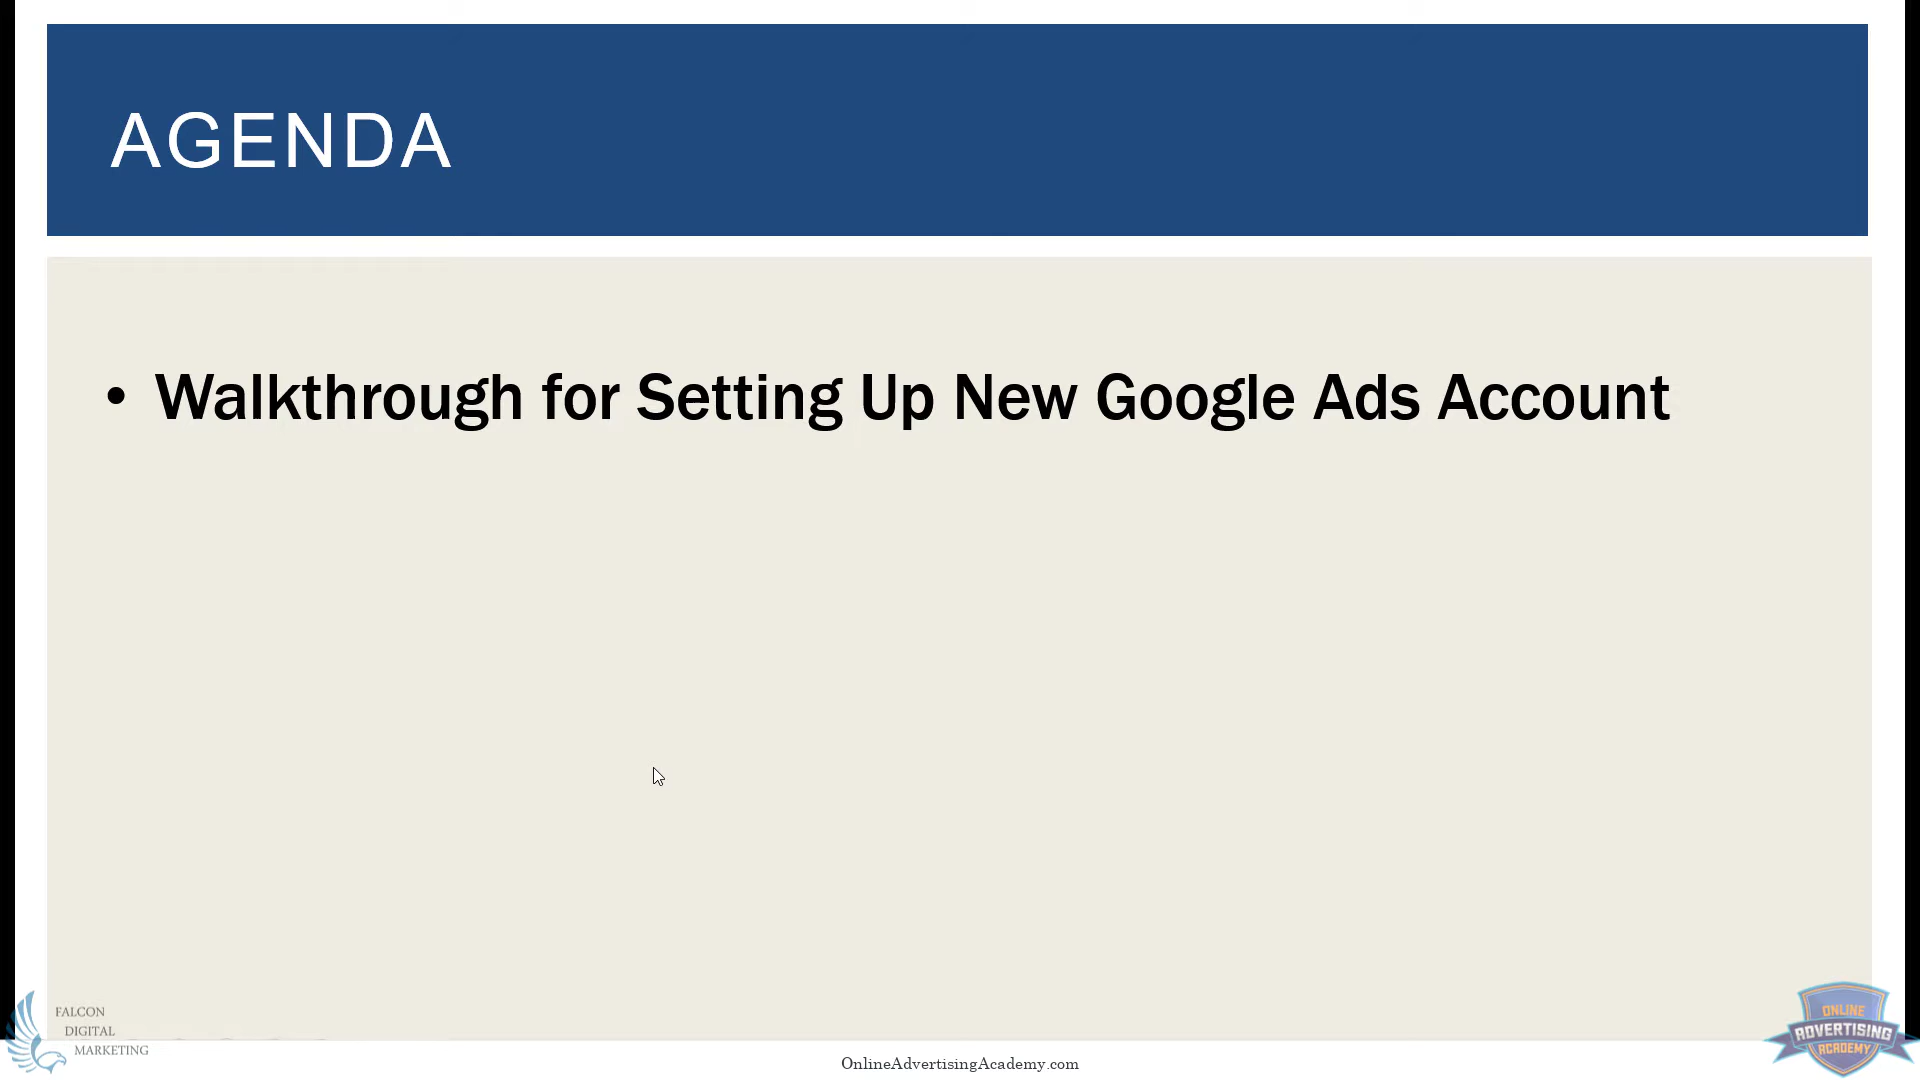 AGENDA
• Walkthrough for Setting Up New Google Ads Account
FALCON
DIGITAL
MARKETING
OnlineAdvertisingAcademy.com
ONLINE
ADVERTISING
ACADEMY